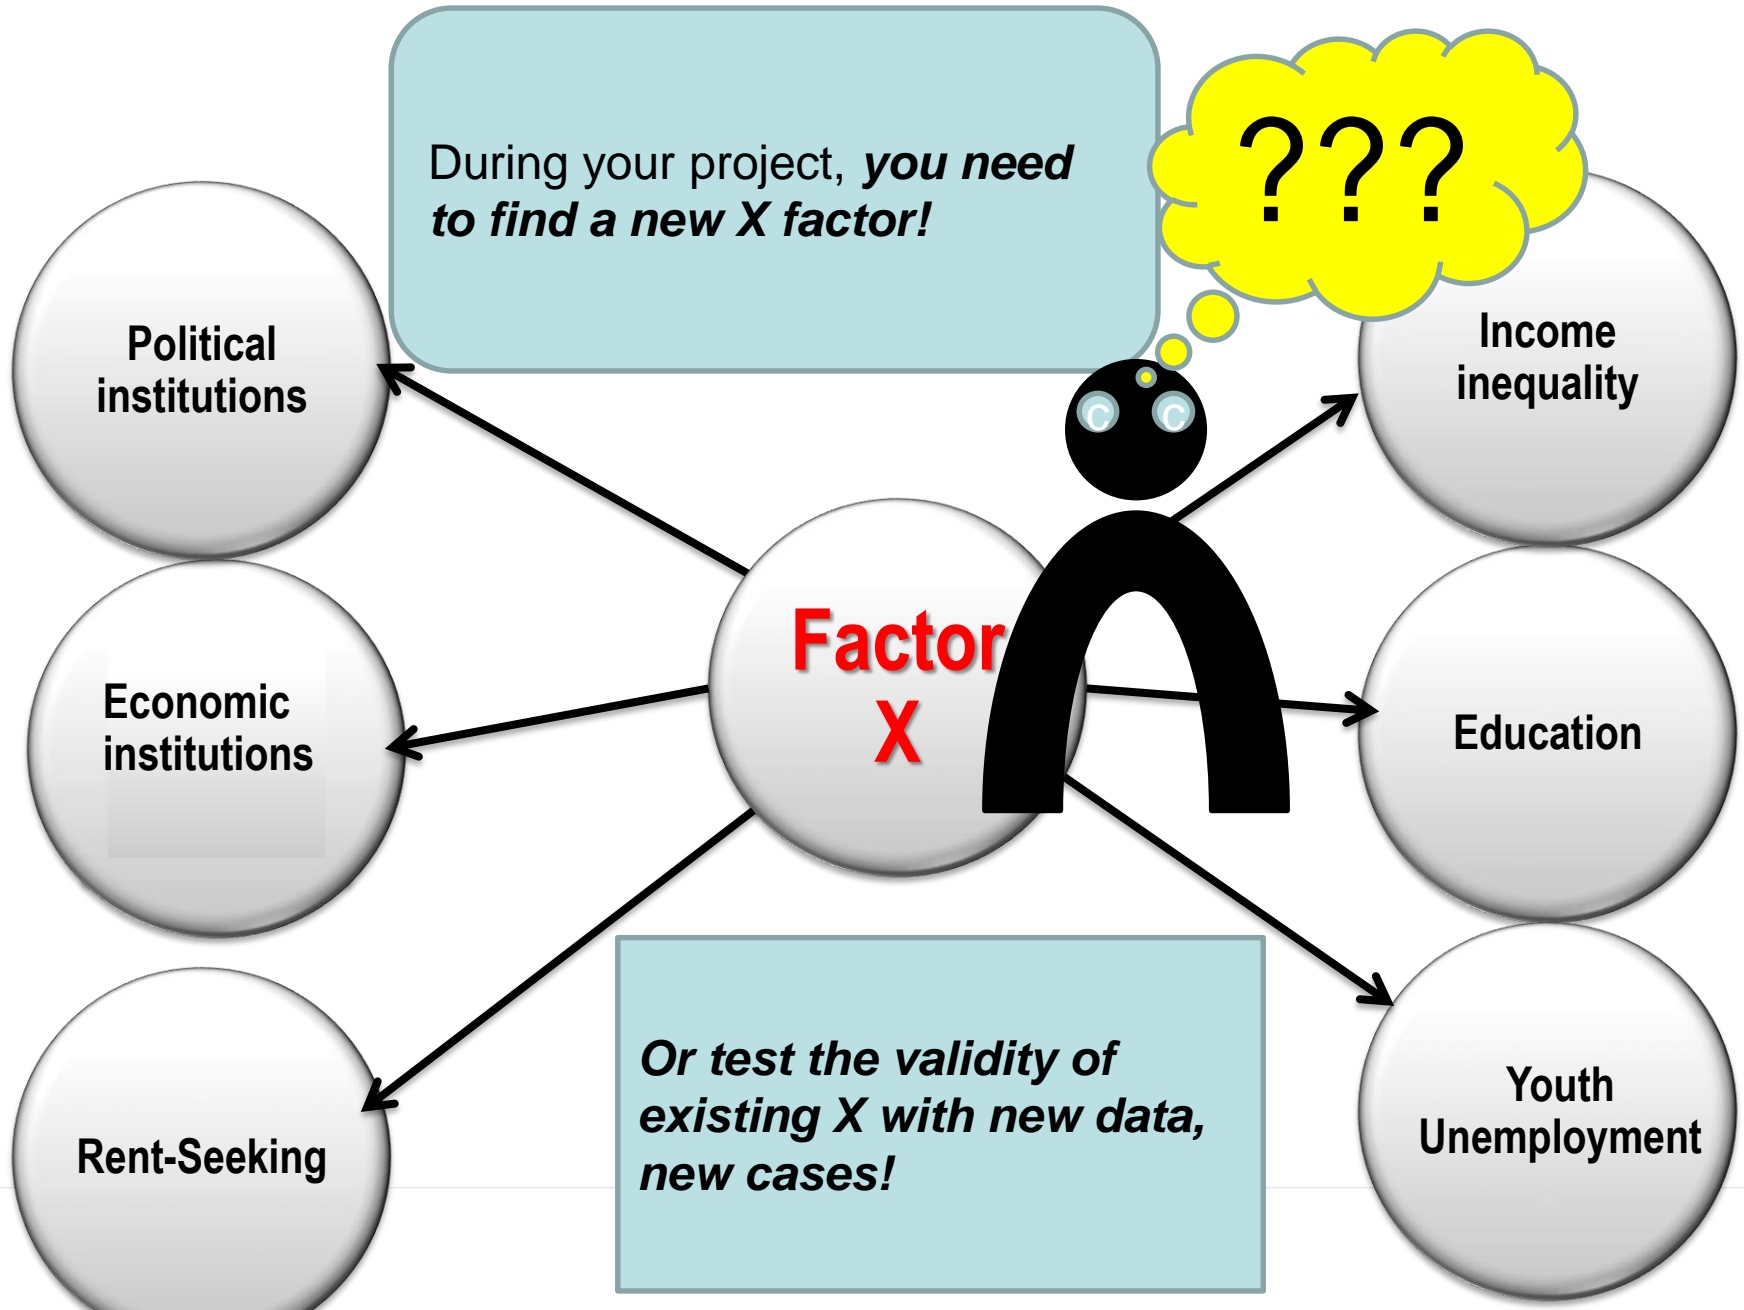 During your project, you need
to find a new X factor!
???
Political
institutions
Income
inequality
c c
Factor
X
Economic
institutions
Education
Or test the validity of
existing X with new data,
new cases!
Youth
Unemployment
Rent-Seeking